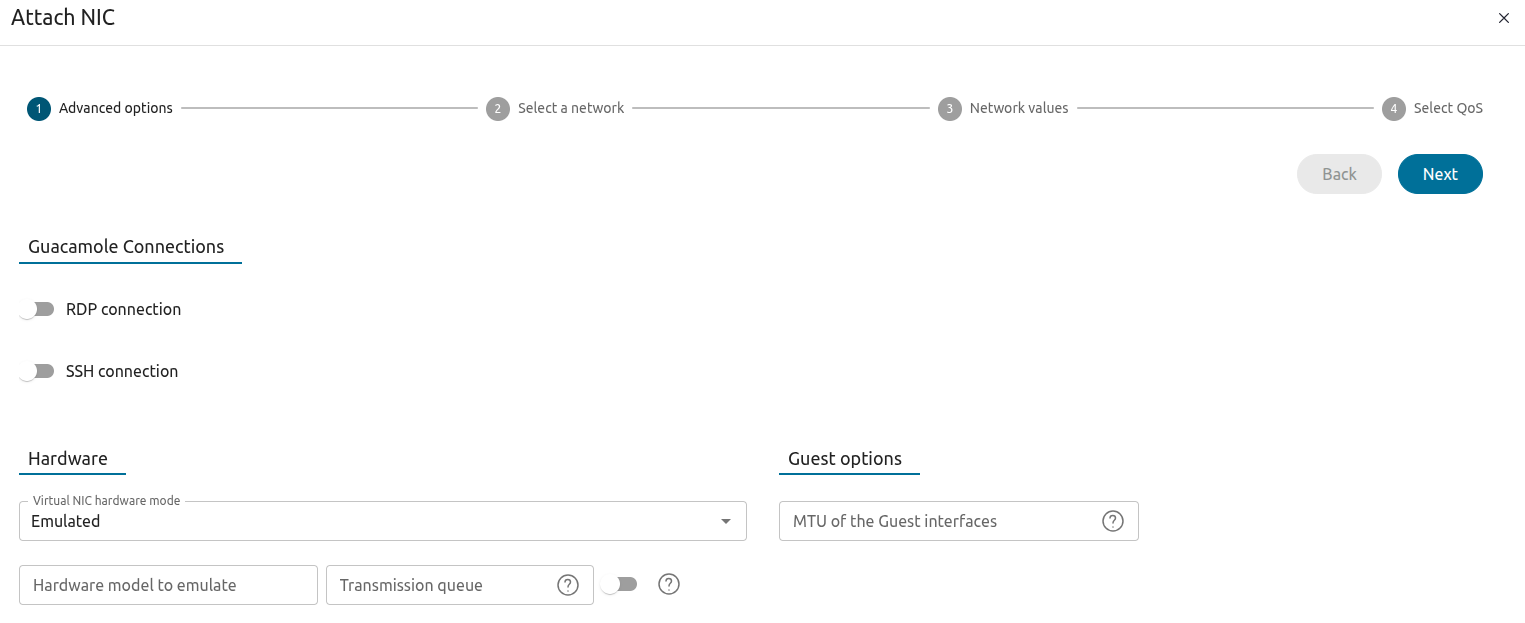 Attach NIC
1 Advanced options 2 Select a network 3 Network values 4 Select QoS
Back Next
Guacamole Connections
RDP connection
SSH connection
Hardware Guest options
Virtual NIC hardware mode
Emulated MTU of the Guest interfaces ?
Hardware model to emulate Transmission queue ? ?